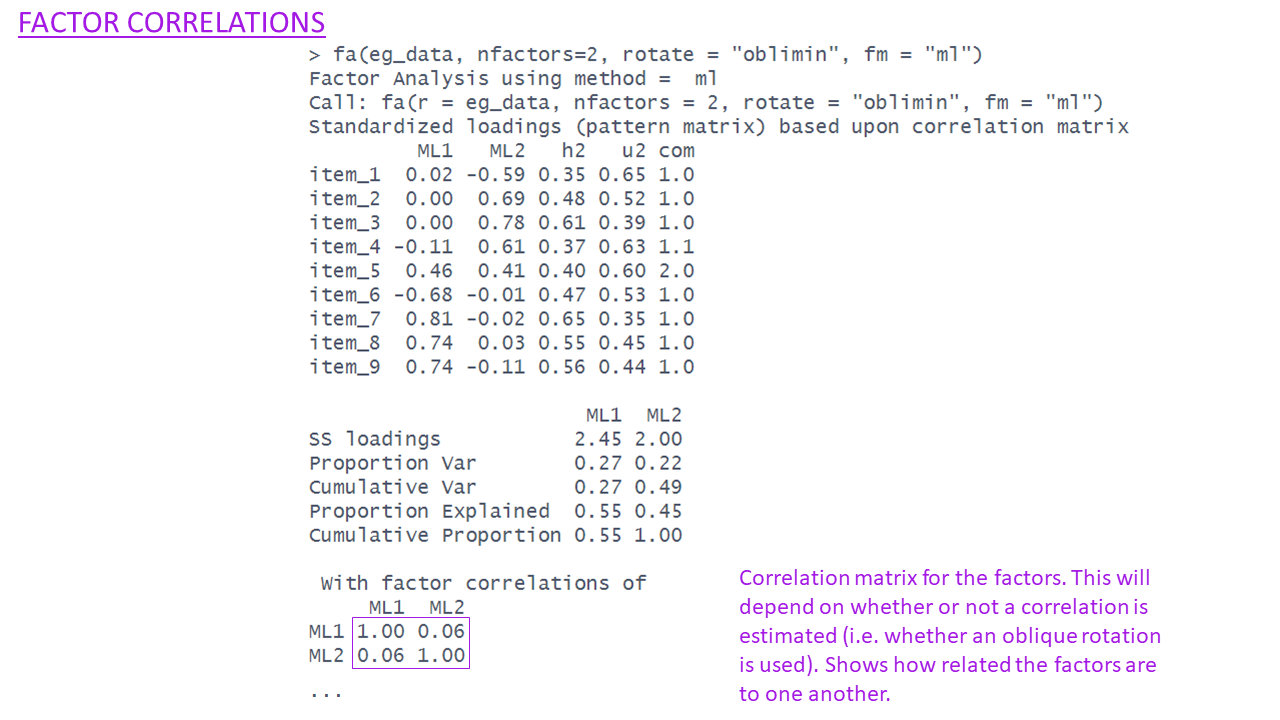 FACTOR CORRELATIONS
> fa(eg_data, nfactors=2, rotate = "oblimin", fm = "ml")
Factor Analysis using method =  ml
Call: fa(r = eg_data, nfactors = 2, rotate = "oblimin", fm = "ml")
Standardized loadings (pattern matrix) based upon correlation matrix
         ML1   ML2   h2   u2 com
item_1  0.02 -0.59 0.35 0.65 1.0
item_2  0.00  0.69 0.48 0.52 1.0
item_3  0.00  0.78 0.61 0.39 1.0
item_4 -0.11  0.61 0.37 0.63 1.1
item_5  0.46  0.41 0.40 0.60 2.0
item_6 -0.68 -0.01 0.47 0.53 1.0
item_7  0.81 -0.02 0.65 0.35 1.0
item_8  0.74  0.03 0.55 0.45 1.0
item_9  0.74 -0.11 0.56 0.44 1.0
                       ML1  ML2
SS loadings           2.45 2.00
Proportion Var        0.27 0.22
Cumulative Var        0.27 0.49
Proportion Explained  0.55 0.45
Cumulative Proportion 0.55 1.00
 With factor correlations of
     ML1  ML2
ML1 1.00 0.06
ML2 0.06 1.00
...
Correlation matrix for the factors. This will
depend on whether or not a correlation is
estimated (i.e. whether an oblique rotation
is used). Shows how related the factors are
to one another.